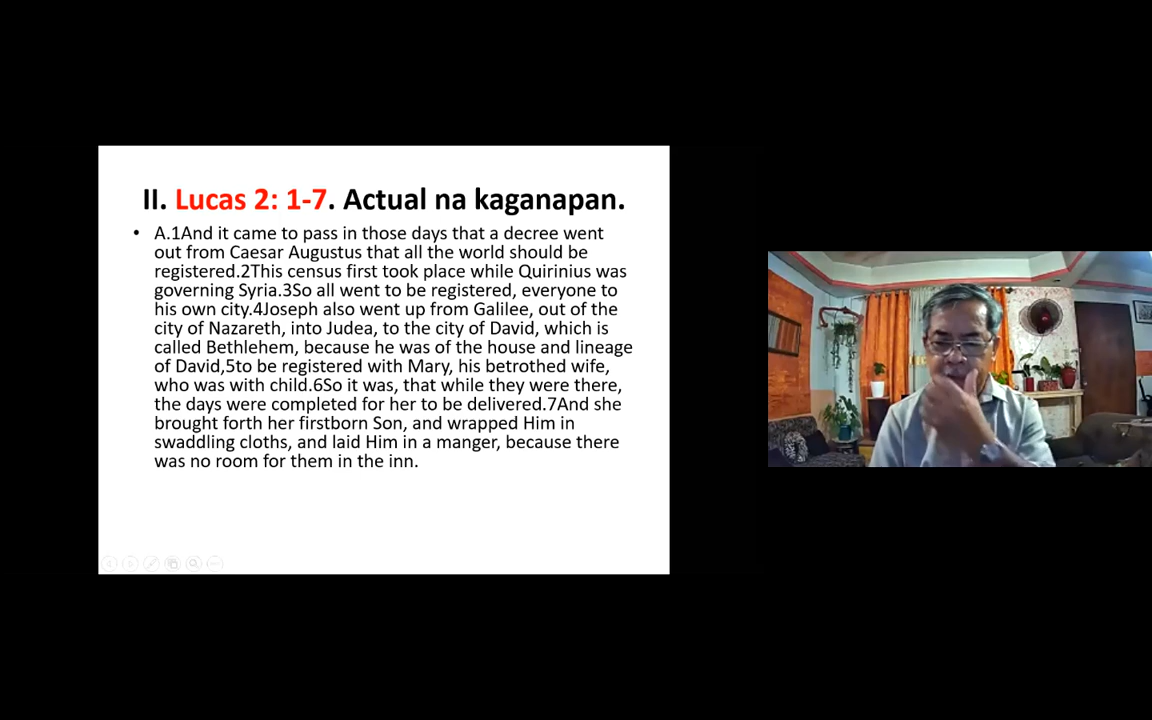 II. Lucas 2: 1-7. Actual na kaganapan.
• A.1And it came to pass in those days that a decree went
out from Caesar Augustus that all the world should be
registered.2This census first took place while Quirinius was
governing Syria.3So all went to be registered, everyone to
his own city.4Joseph also went up from Galilee, out of the
city of Nazareth, into Judea, to the city of David, which is
called Bethlehem, because he was of the house and lineage
of David,5to be registered with Mary, his betrothed wife,
who was with child.6So it was, that while they were there,
the days were completed for her to be delivered.7And she
brought forth her firstborn Son, and wrapped Him in
swaddling cloths, and laid Him in a manger, because there
was no room for them in the inn.